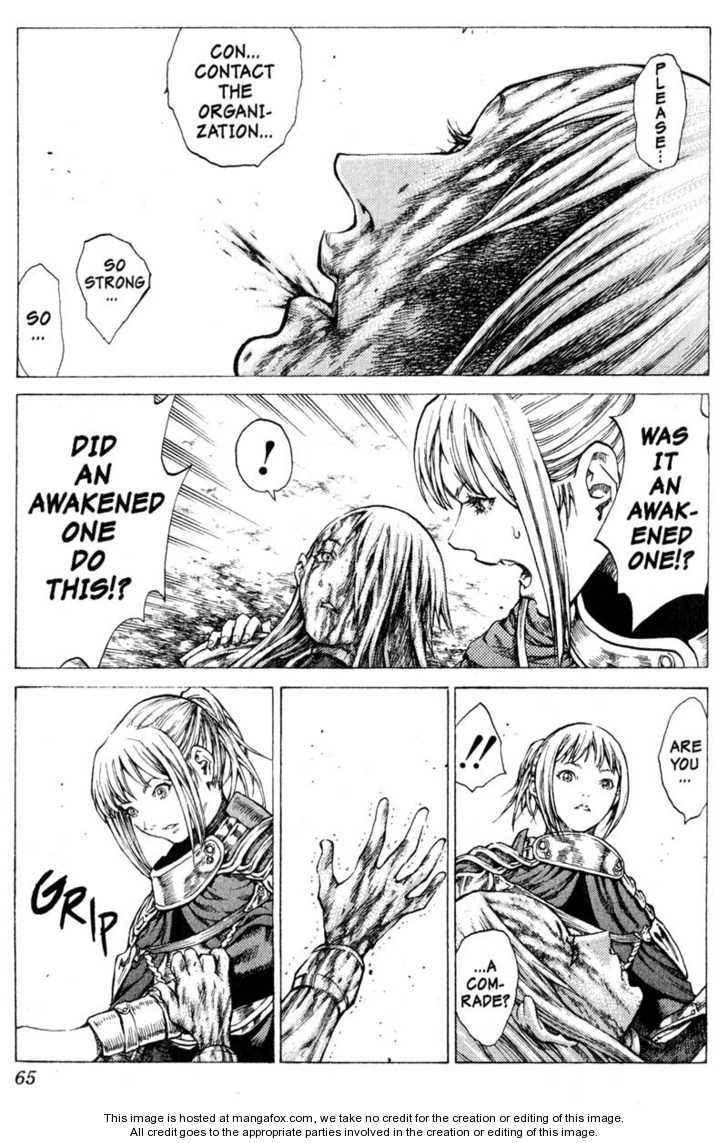 PLEASE...
CON...
CONTACT
THE
ORGANI-
ZATION...
SO
STRONG
...
SO
...
WAS
IT
AN
AWAK-
ENED
ONE!?
!
DID
AN
AWAKENED
ONE
DO
THIS!?
ARE
YOU
...
!!
...A
COM-
RADE?
GRIP
65
This image is hosted at mangafox.com, we take no credit for the creation or editing of this image.
All credit goes to the appropriate parties involved in the creation or editing of this image.